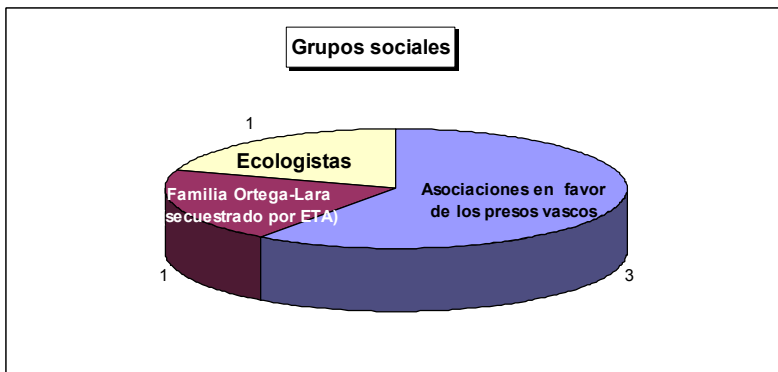 Grupos sociales
1
Ecologistas
Familia Ortega-Lara
secuestrado por ETA)
Asociaciones en favor
de los presos vascos
1
3